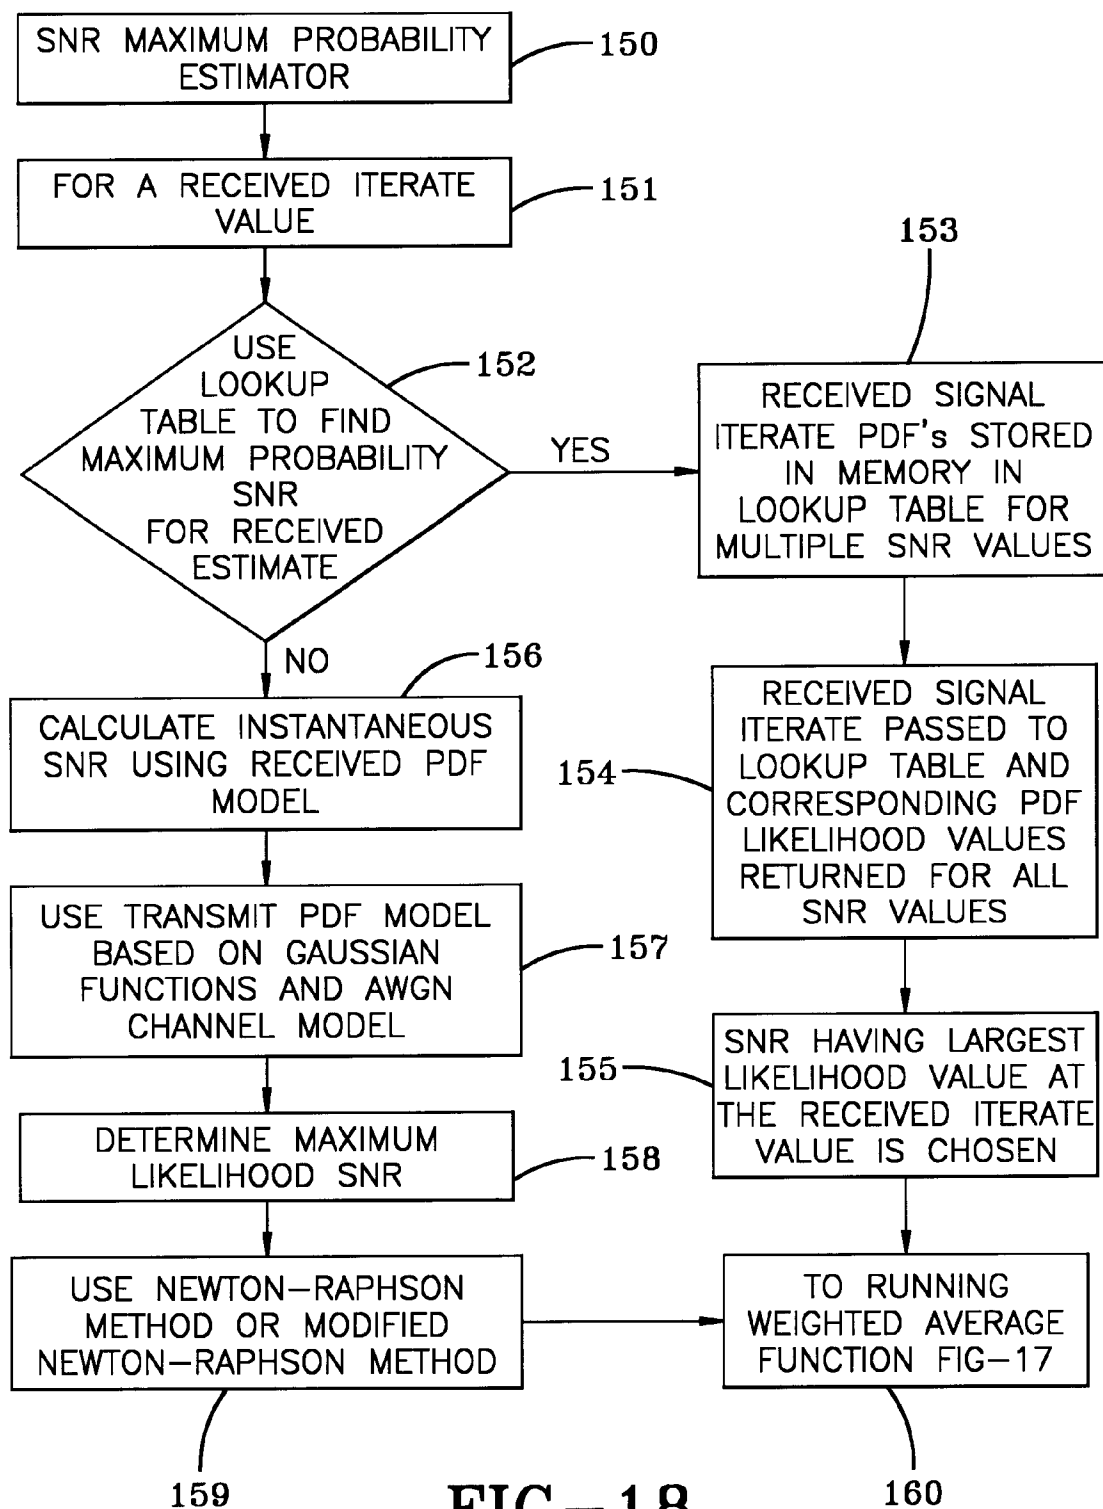 SNR MAXIMUM PROBABILITY
ESTIMATOR
150
FOR A RECEIVED ITERATE
VALUE
151
USE
LOOKUP
TABLE TO FIND
MAXIMUM PROBABILITY
SNR
FOR RECEIVED
ESTIMATE
152
YES
NO
153
RECEIVED SIGNAL
ITERATE PDF's STORED
IN MEMORY IN
LOOKUP TABLE FOR
MULTIPLE SNR VALUES
RECEIVED SIGNAL
ITERATE PASSED TO
LOOKUP TABLE AND
CORRESPONDING PDF
LIKELIHOOD VALUES
RETURNED FOR ALL
SNR VALUES
154
SNR HAVING LARGEST
LIKELIHOOD VALUE AT
THE RECEIVED ITERATE
VALUE IS CHOSEN
155
156
CALCULATE INSTANTANEOUS
SNR USING RECEIVED PDF
MODEL
USE TRANSMIT PDF MODEL
BASED ON GAUSSIAN
FUNCTIONS AND AWGN
CHANNEL MODEL
157
DETERMINE MAXIMUM
LIKELIHOOD SNR
158
USE NEWTON-RAPHSON
METHOD OR MODIFIED
NEWTON-RAPHSON METHOD
159
TO RUNNING
WEIGHTED AVERAGE
FUNCTION FIG-17
160
FIG-18